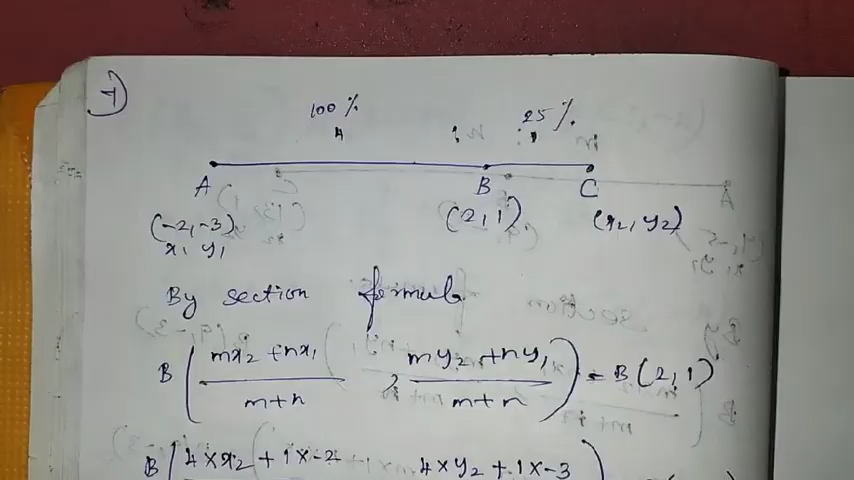 1)
100% 25%
4 : 1
A B C
(-2,-3) (2,1) (x₂, y₂)
x₁ y₁
By section formula
B ( mx₂ + nx₁ / m+n , my₂ + ny₁ / m+n ) = B (2,1)
B ( 4×x₂ + 1×-2 4×y₂ + 1×-3 )